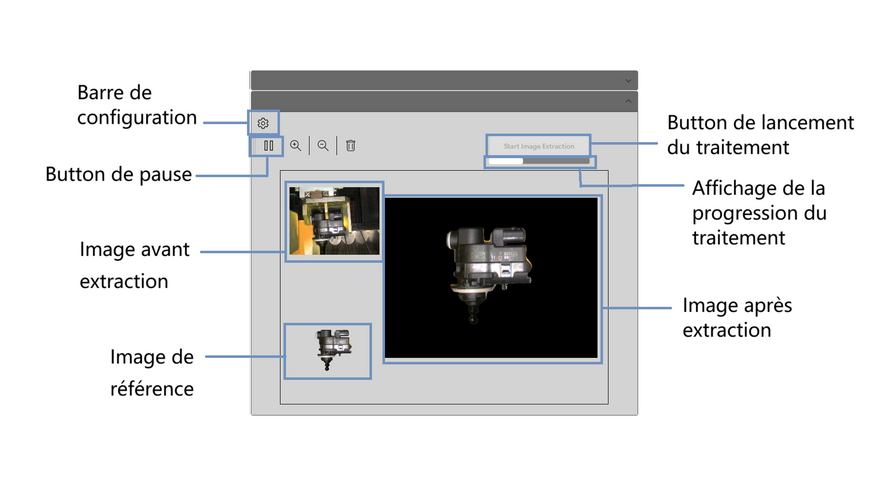 Barre de
configuration
Button de pause
Image avant
extraction
Image de
référence
Start Image Extraction
Button de lancement
du traitement
Affichage de la
progression du
traitement
Image après
extraction